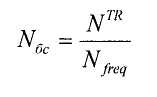 N_бс = N^TR / N_freq